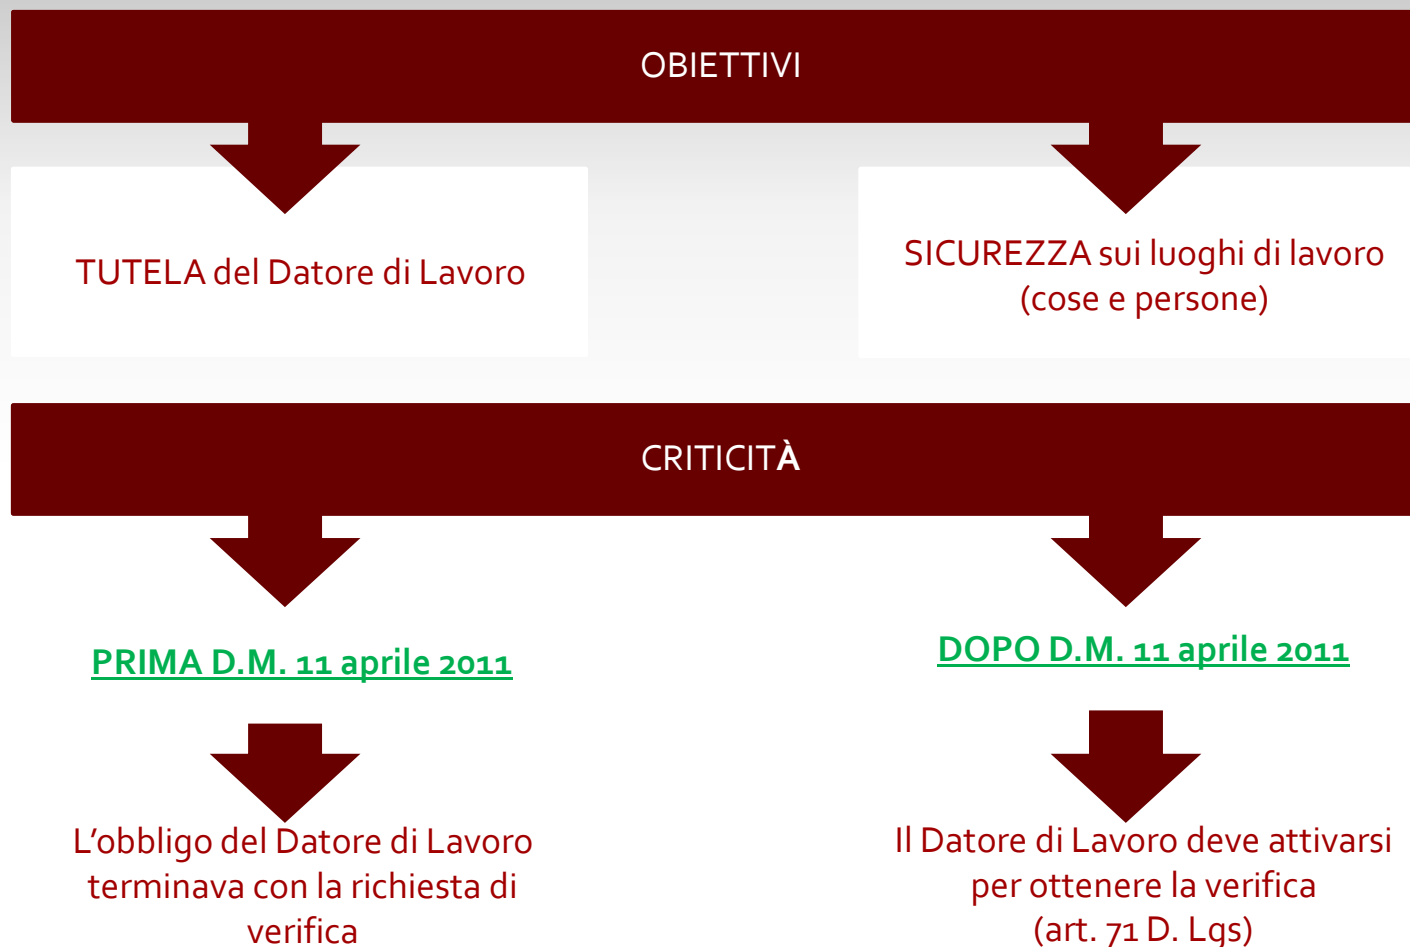 OBIETTIVI
TUTELA del Datore di Lavoro
SICUREZZA sui luoghi di lavoro
(cose e persone)
CRITICITÀ
PRIMA D.M. 11 aprile 2011
DOPO D.M. 11 aprile 2011
L'obbligo del Datore di Lavoro
terminava con la richiesta di
verifica
Il Datore di Lavoro deve attivarsi
per ottenere la verifica
(art. 71 D. Lgs)